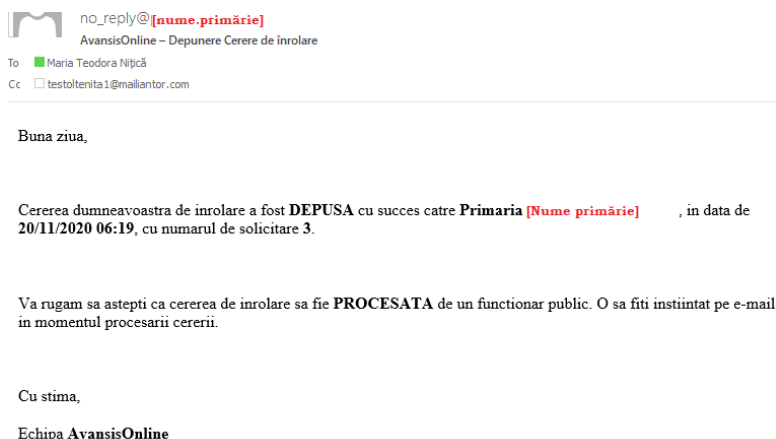 no_reply@[nume.primărie]
AvansisOnline – Depunere Cerere de înrolare
To Maria Teodora Nițică
Cc testoltenita1@mailiantor.com
Buna ziua,
Cererea dumneavoastra de inrolare a fost DEPUSA cu succes catre Primaria [Nume primărie] , in data de
20/11/2020 06:19, cu numarul de solicitare 3.
Va rugam sa astepti ca cererea de inrolare sa fie PROCESATA de un functionar public. O sa fiti instiintat pe e-mail
in momentul procesarii cererii.
Cu stima,
Echipa AvansisOnline